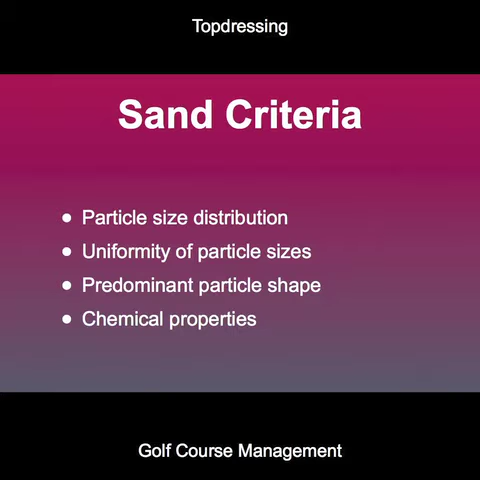 Topdressing
Sand Criteria
• Particle size distribution
• Uniformity of particle sizes
• Predominant particle shape
• Chemical properties
Golf Course Management